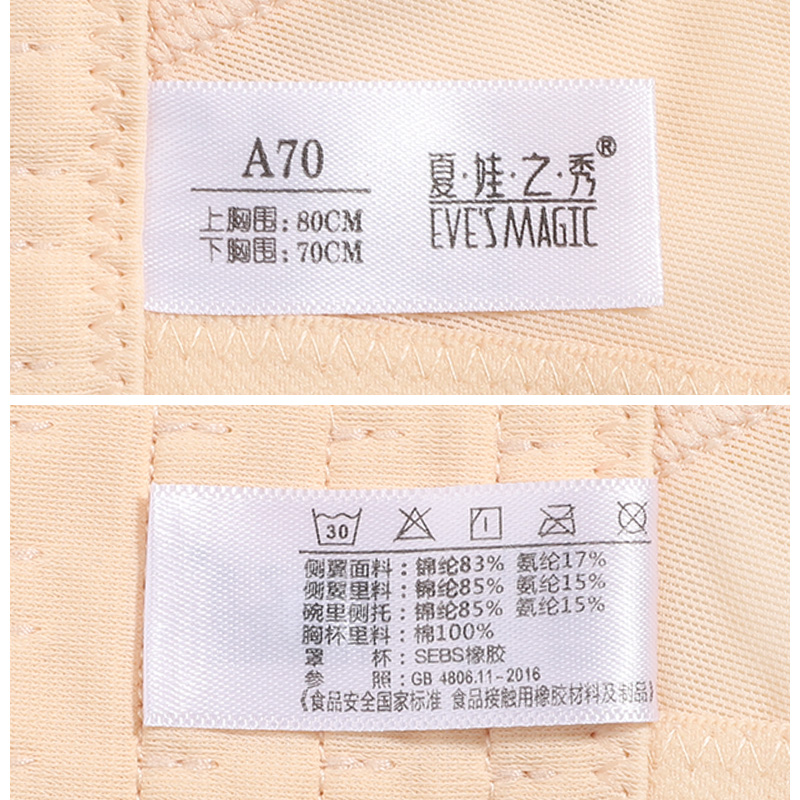 A70
上胸围:80CM
下胸围:70CM
夏·娃·之·秀®
EVE'S MAGIC
30
侧翼面料:锦纶83% 氨纶17%
侧翼里料:锦纶85% 氨纶15%
碗里侧托:锦纶85% 氨纶15%
胸杯里料:棉100%
罩 杯:SEBS橡胶
参 照:GB 4806.11-2016
《食品安全国家标准 食品接触用橡胶材料及制品》